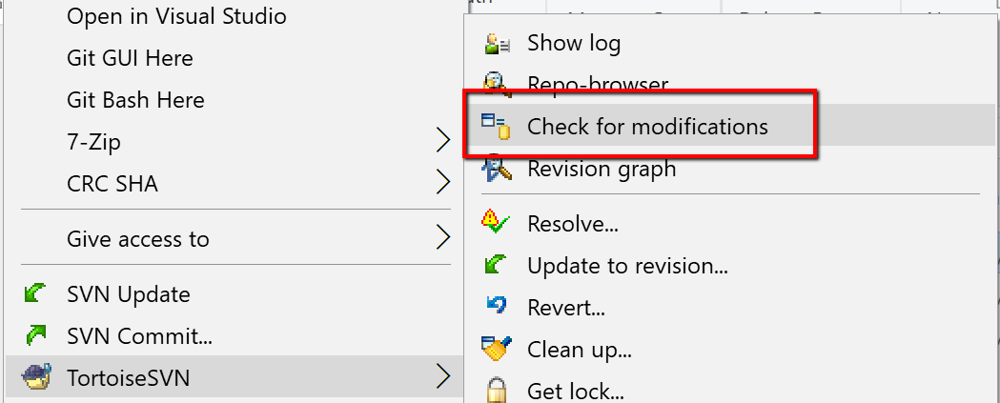 Open in Visual Studio
Git GUI Here
Git Bash Here
7-Zip
CRC SHA
Give access to
SVN Update
SVN Commit...
TortoiseSVN
Show log
Repo-browser
Check for modifications
Revision graph
Resolve...
Update to revision...
Revert...
Clean up...
Get lock...